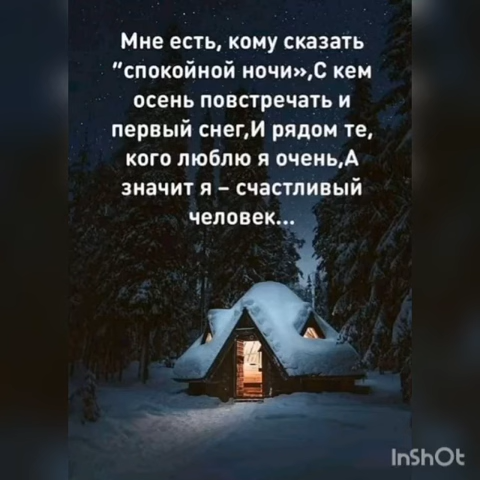 Мне есть, кому сказать
"спокойной ночи»,С кем
осень повстречать и
первый снег,И рядом те,
кого люблю я очень,А
значит я – счастливый
человек...
InShOt